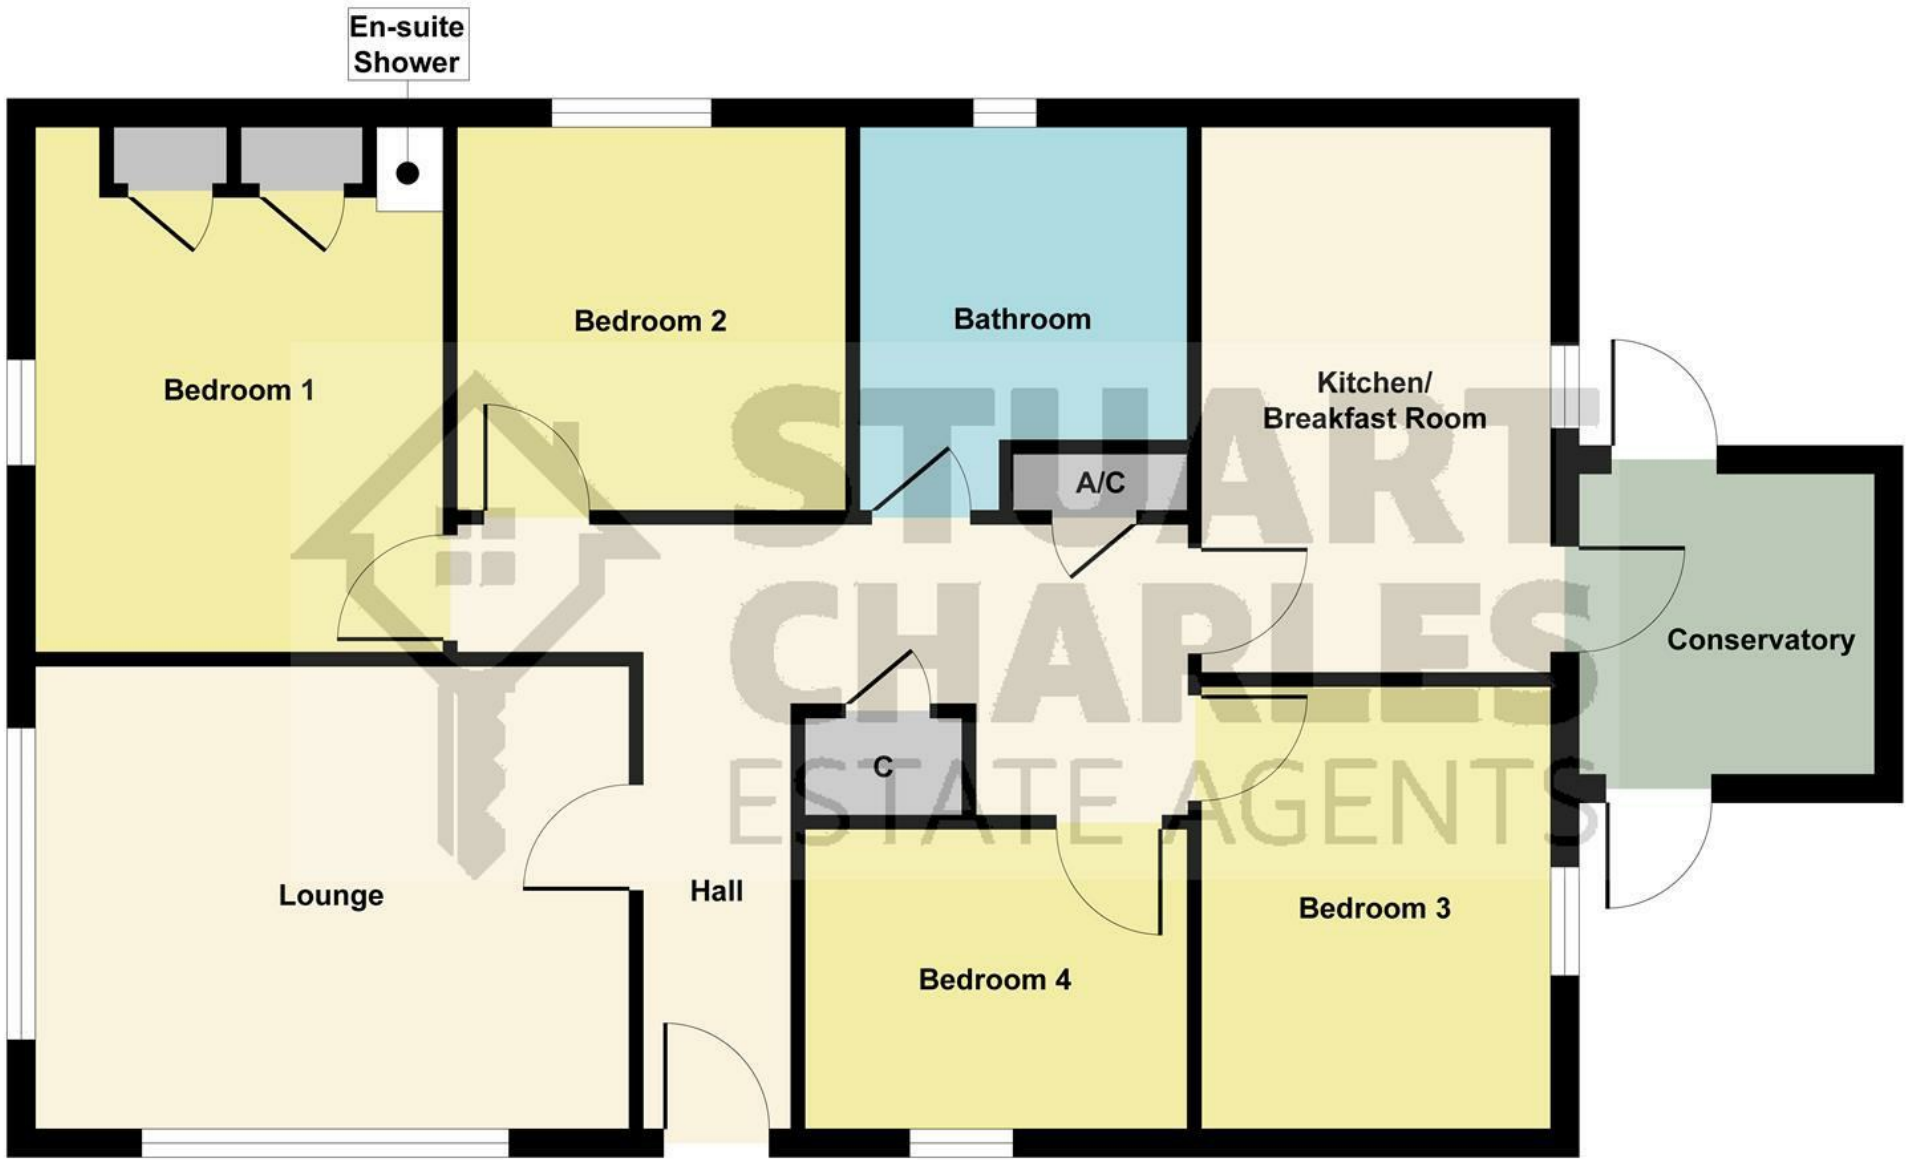 En-suite
Shower
Bedroom 1
Bedroom 2
Bathroom
Kitchen/
Breakfast Room
A/C
Conservatory
C
Lounge
Hall
Bedroom 4
Bedroom 3
STUART
CHARLES
ESTATE AGENTS